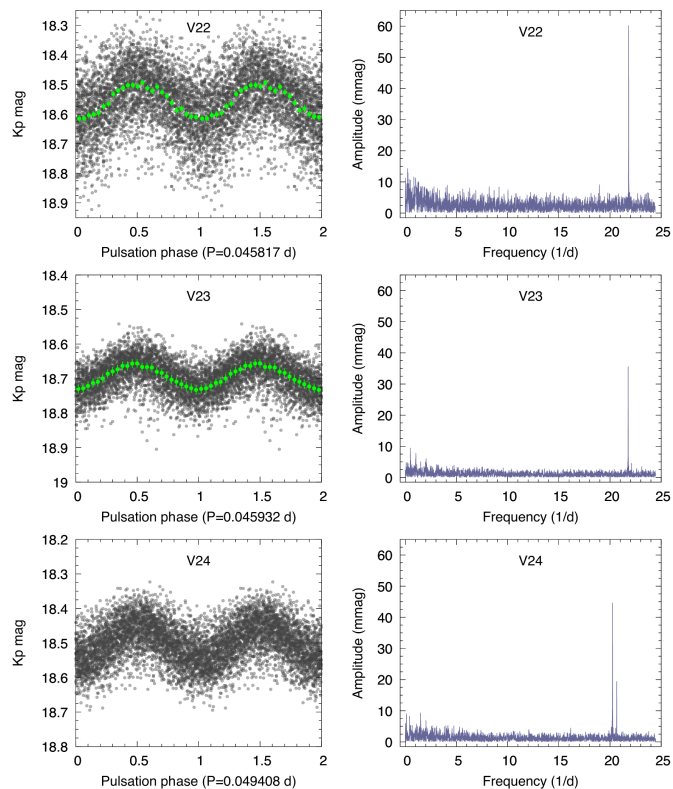 V22
18.3
18.4
18.5
18.6
18.7
18.8
18.9
Kp mag
0 0.5 1 1.5 2
Pulsation phase (P=0.045817 d)
V22
60
50
40
30
20
10
0
Amplitude (mmag)
0 5 10 15 20 25
Frequency (1/d)
V23
18.4
18.5
18.6
18.7
18.8
18.9
19
Kp mag
0 0.5 1 1.5 2
Pulsation phase (P=0.045932 d)
V23
60
50
40
30
20
10
0
Amplitude (mmag)
0 5 10 15 20 25
Frequency (1/d)
V24
18.2
18.3
18.4
18.5
18.6
18.7
18.8
Kp mag
0 0.5 1 1.5 2
Pulsation phase (P=0.049408 d)
V24
60
50
40
30
20
10
0
Amplitude (mmag)
0 5 10 15 20 25
Frequency (1/d)